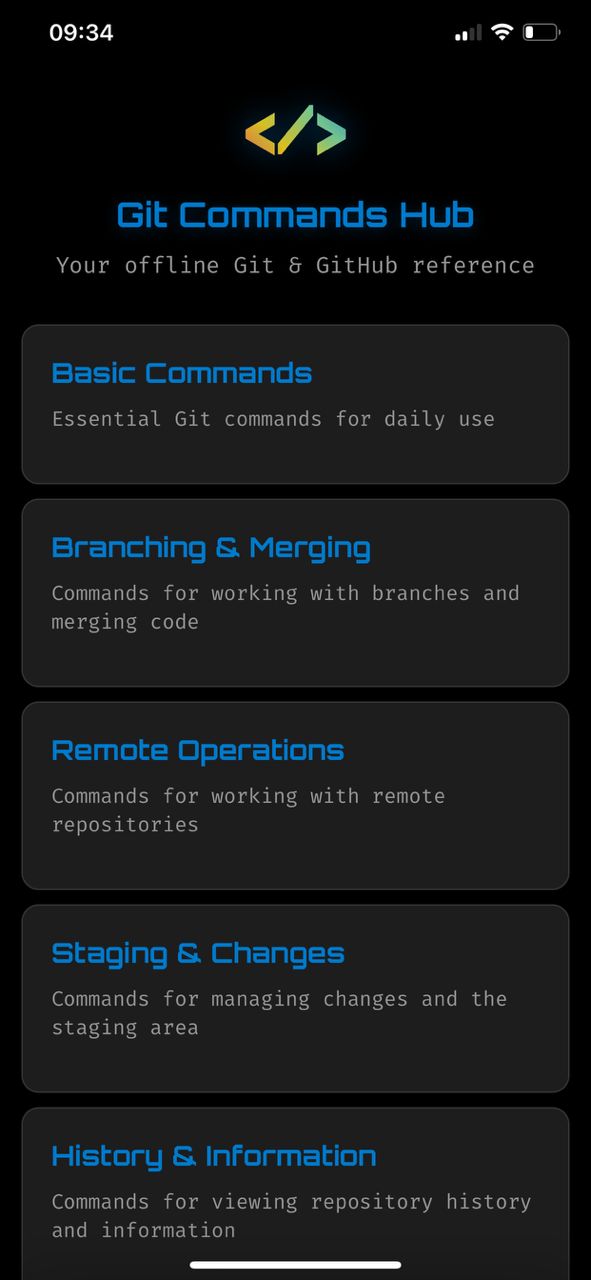 09:34
</>
Git Commands Hub
Your offline Git & GitHub reference
Basic Commands
Essential Git commands for daily use
Branching & Merging
Commands for working with branches and
merging code
Remote Operations
Commands for working with remote
repositories
Staging & Changes
Commands for managing changes and the
staging area
History & Information
Commands for viewing repository history
and information